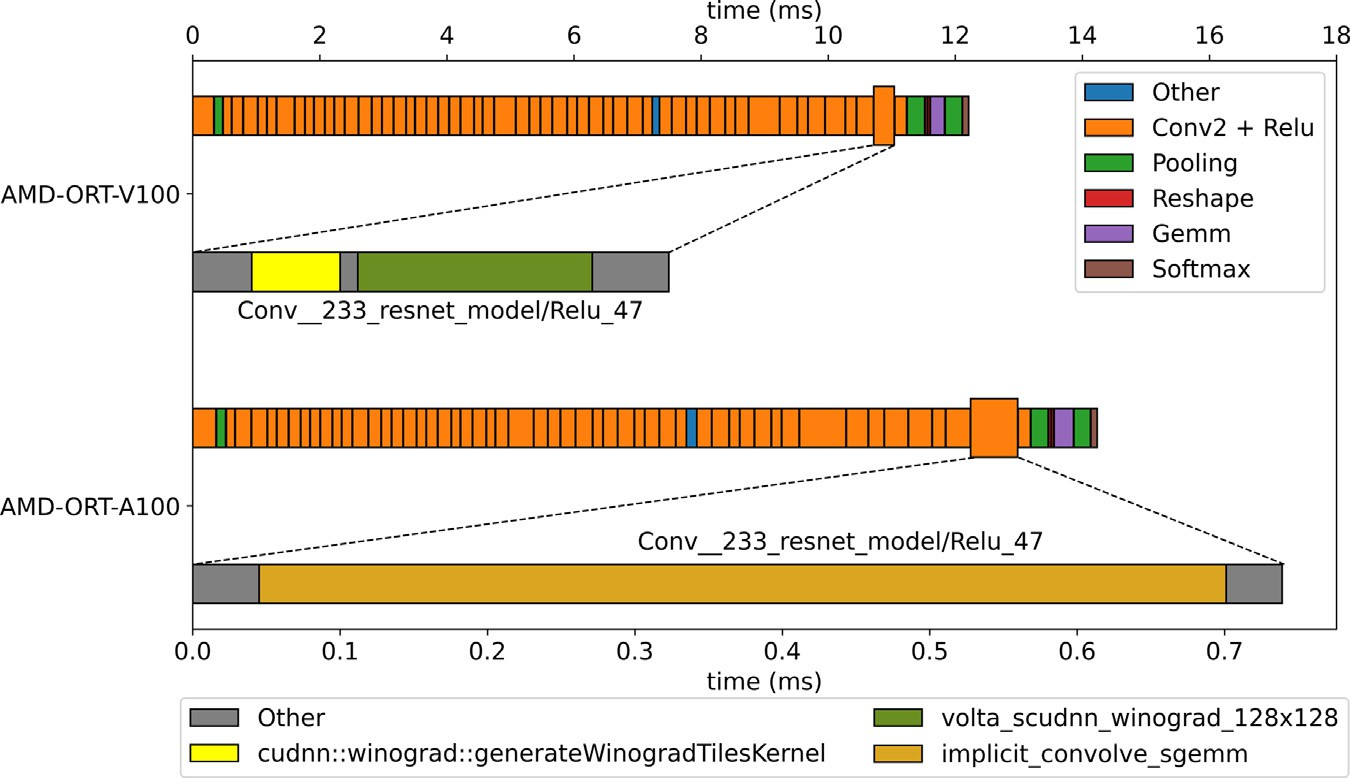 time (ms)
0 2 4 6 8 10 12 14 16 18
Other
Conv2 + Relu
Pooling
Reshape
Gemm
Softmax
AMD-ORT-V100
Conv__233_resnet_model/Relu_47
AMD-ORT-A100
Conv__233_resnet_model/Relu_47
0.0 0.1 0.2 0.3 0.4 0.5 0.6 0.7
time (ms)
Other
cudnn::winograd::generateWinogradTilesKernel
volta_scudnn_winograd_128x128
implicit_convolve_sgemm